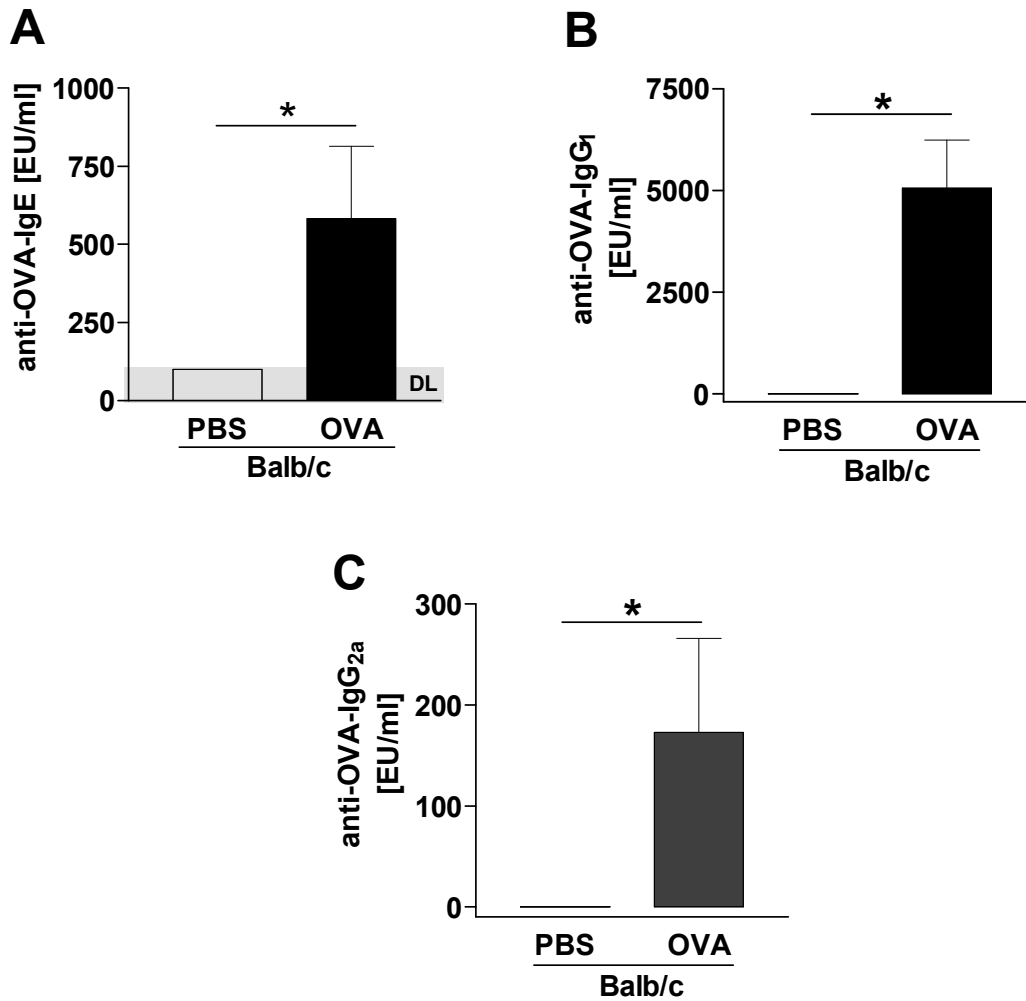 A
anti-OVA-IgE [EU/ml]
1000
750
500
250
0
*
DL
PBS OVA
Balb/c
B
anti-OVA-IgG1
[EU/ml]
7500
5000
2500
0
*
PBS OVA
Balb/c
C
anti-OVA-IgG2a
[EU/ml]
300
200
100
0
*
PBS OVA
Balb/c